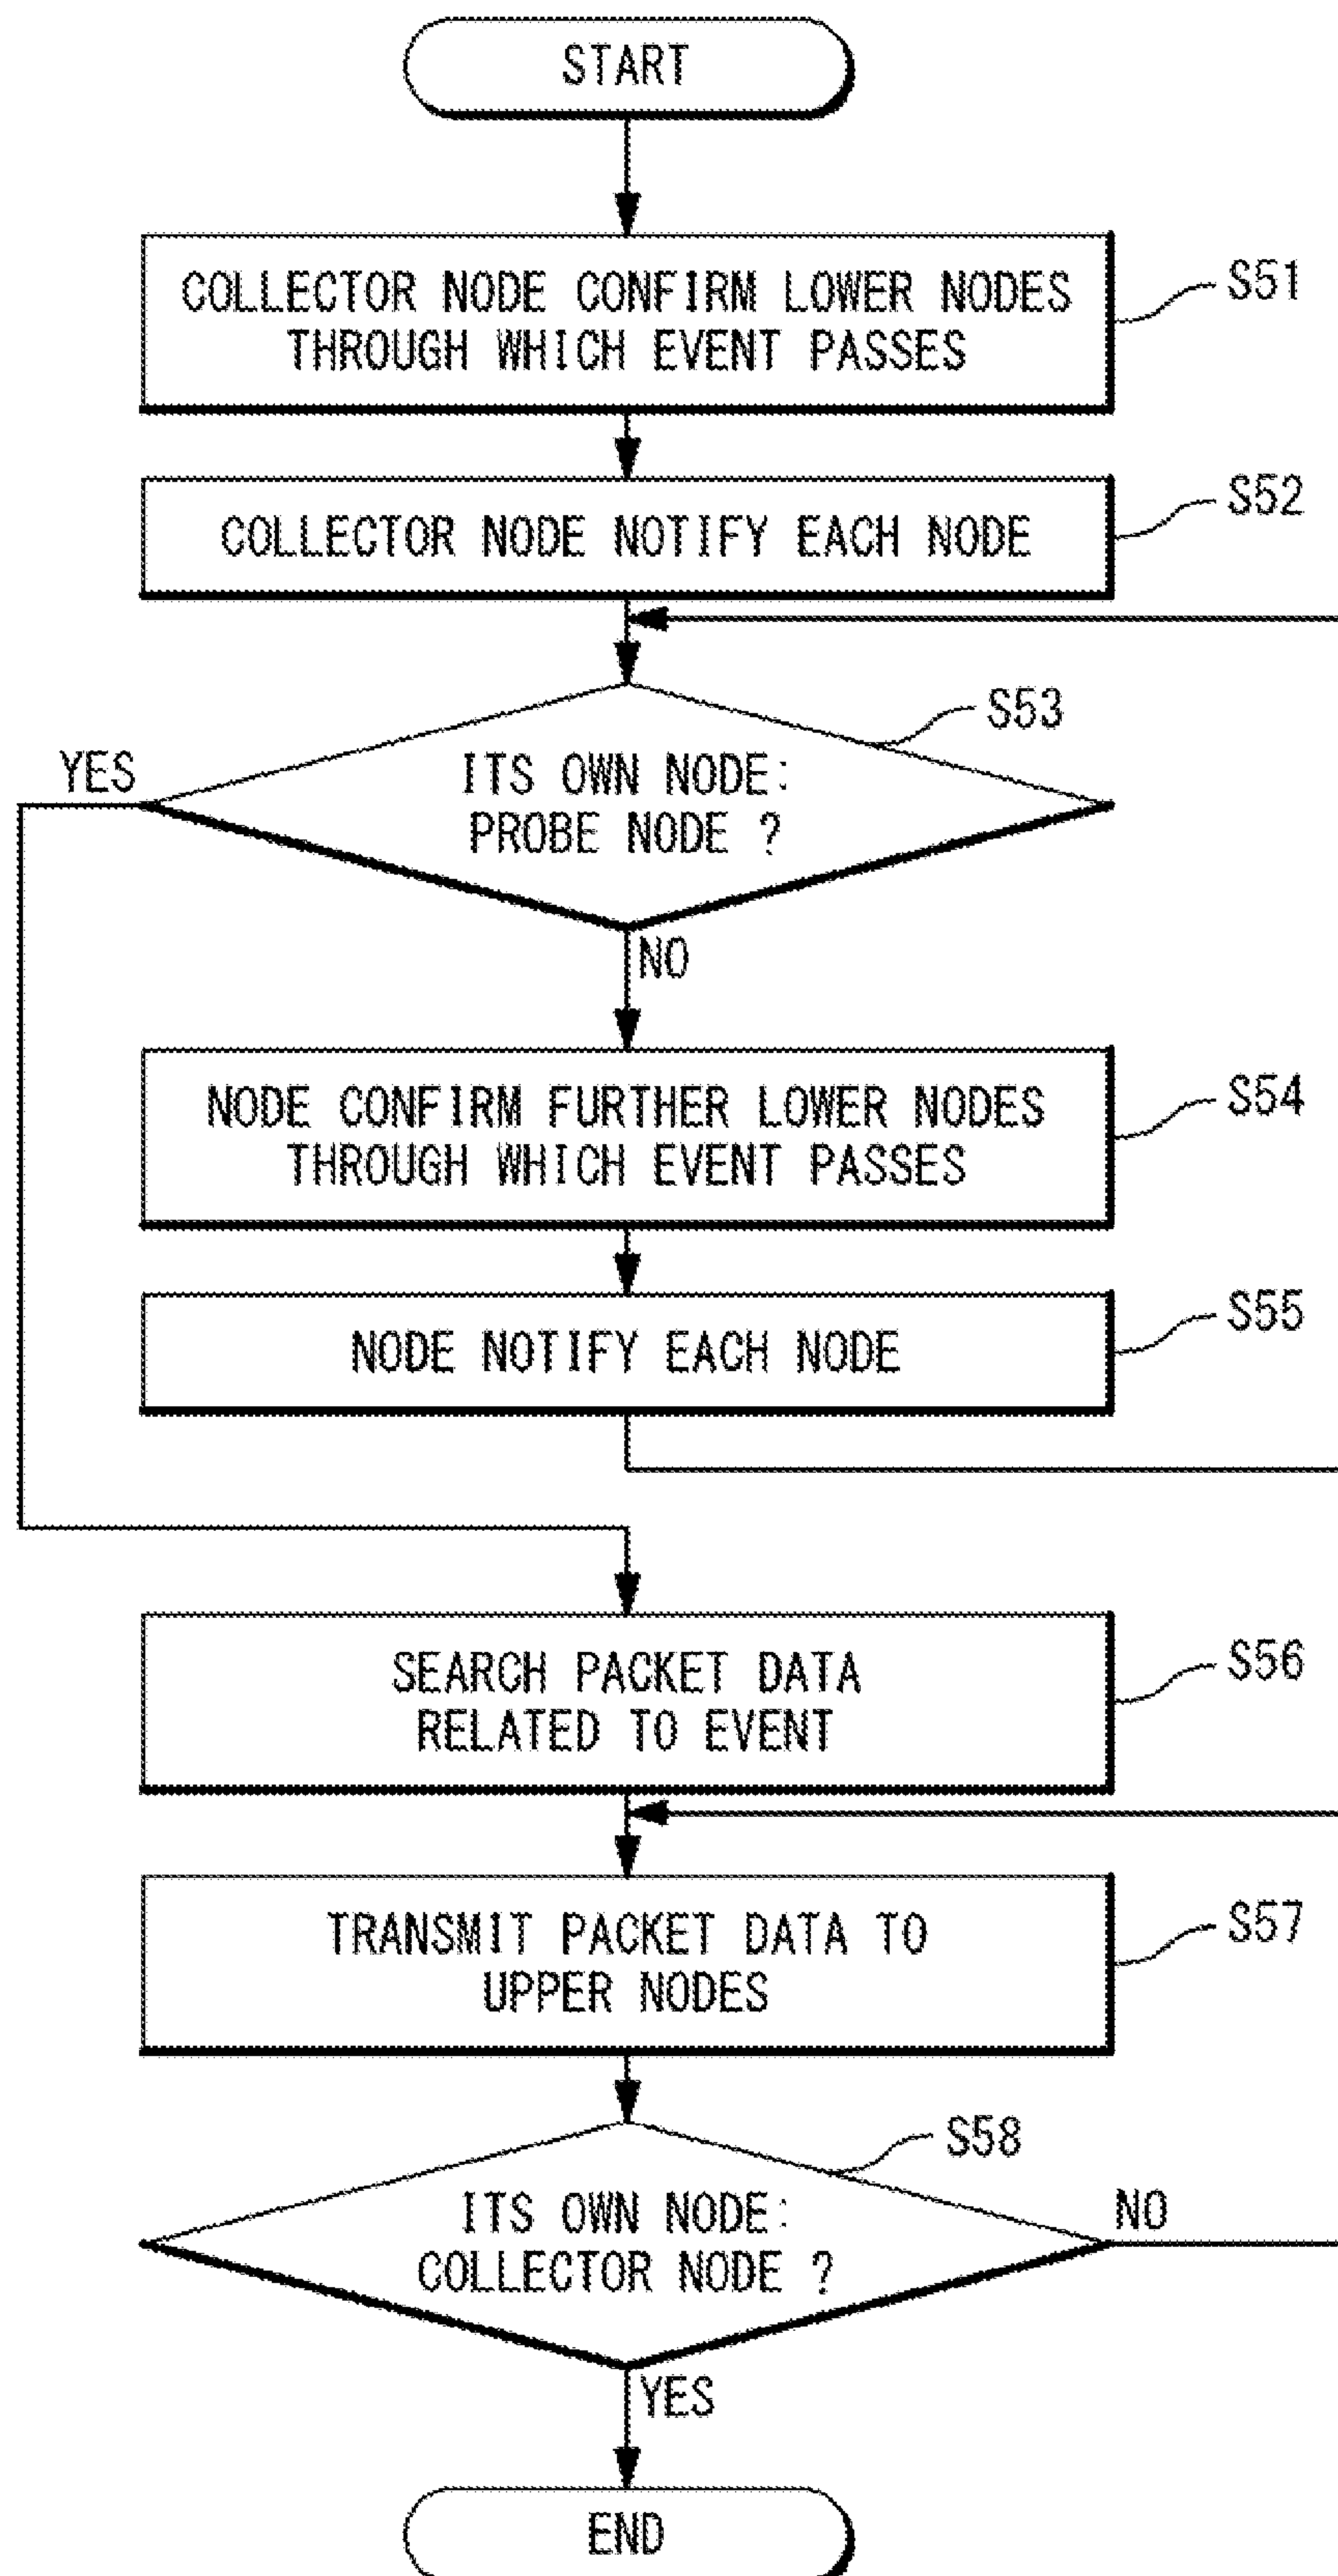 START
COLLECTOR NODE CONFIRM LOWER NODES
THROUGH WHICH EVENT PASSES
S51
COLLECTOR NODE NOTIFY EACH NODE
S52
S53
YES
ITS OWN NODE:
PROBE NODE ?
NO
NODE CONFIRM FURTHER LOWER NODES
THROUGH WHICH EVENT PASSES
S54
NODE NOTIFY EACH NODE
S55
SEARCH PACKET DATA
RELATED TO EVENT
S56
TRANSMIT PACKET DATA TO
UPPER NODES
S57
S58
ITS OWN NODE:
COLLECTOR NODE ?
NO
YES
END